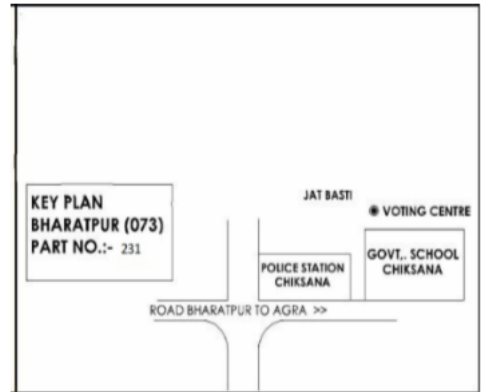 KEY PLAN
BHARATPUR (073)
PART NO.:- 231
JAT BASTI
VOTING CENTRE
GOVT,. SCHOOL
CHIKSANA
POLICE STATION
CHIKSANA
ROAD BHARATPUR TO AGRA >>